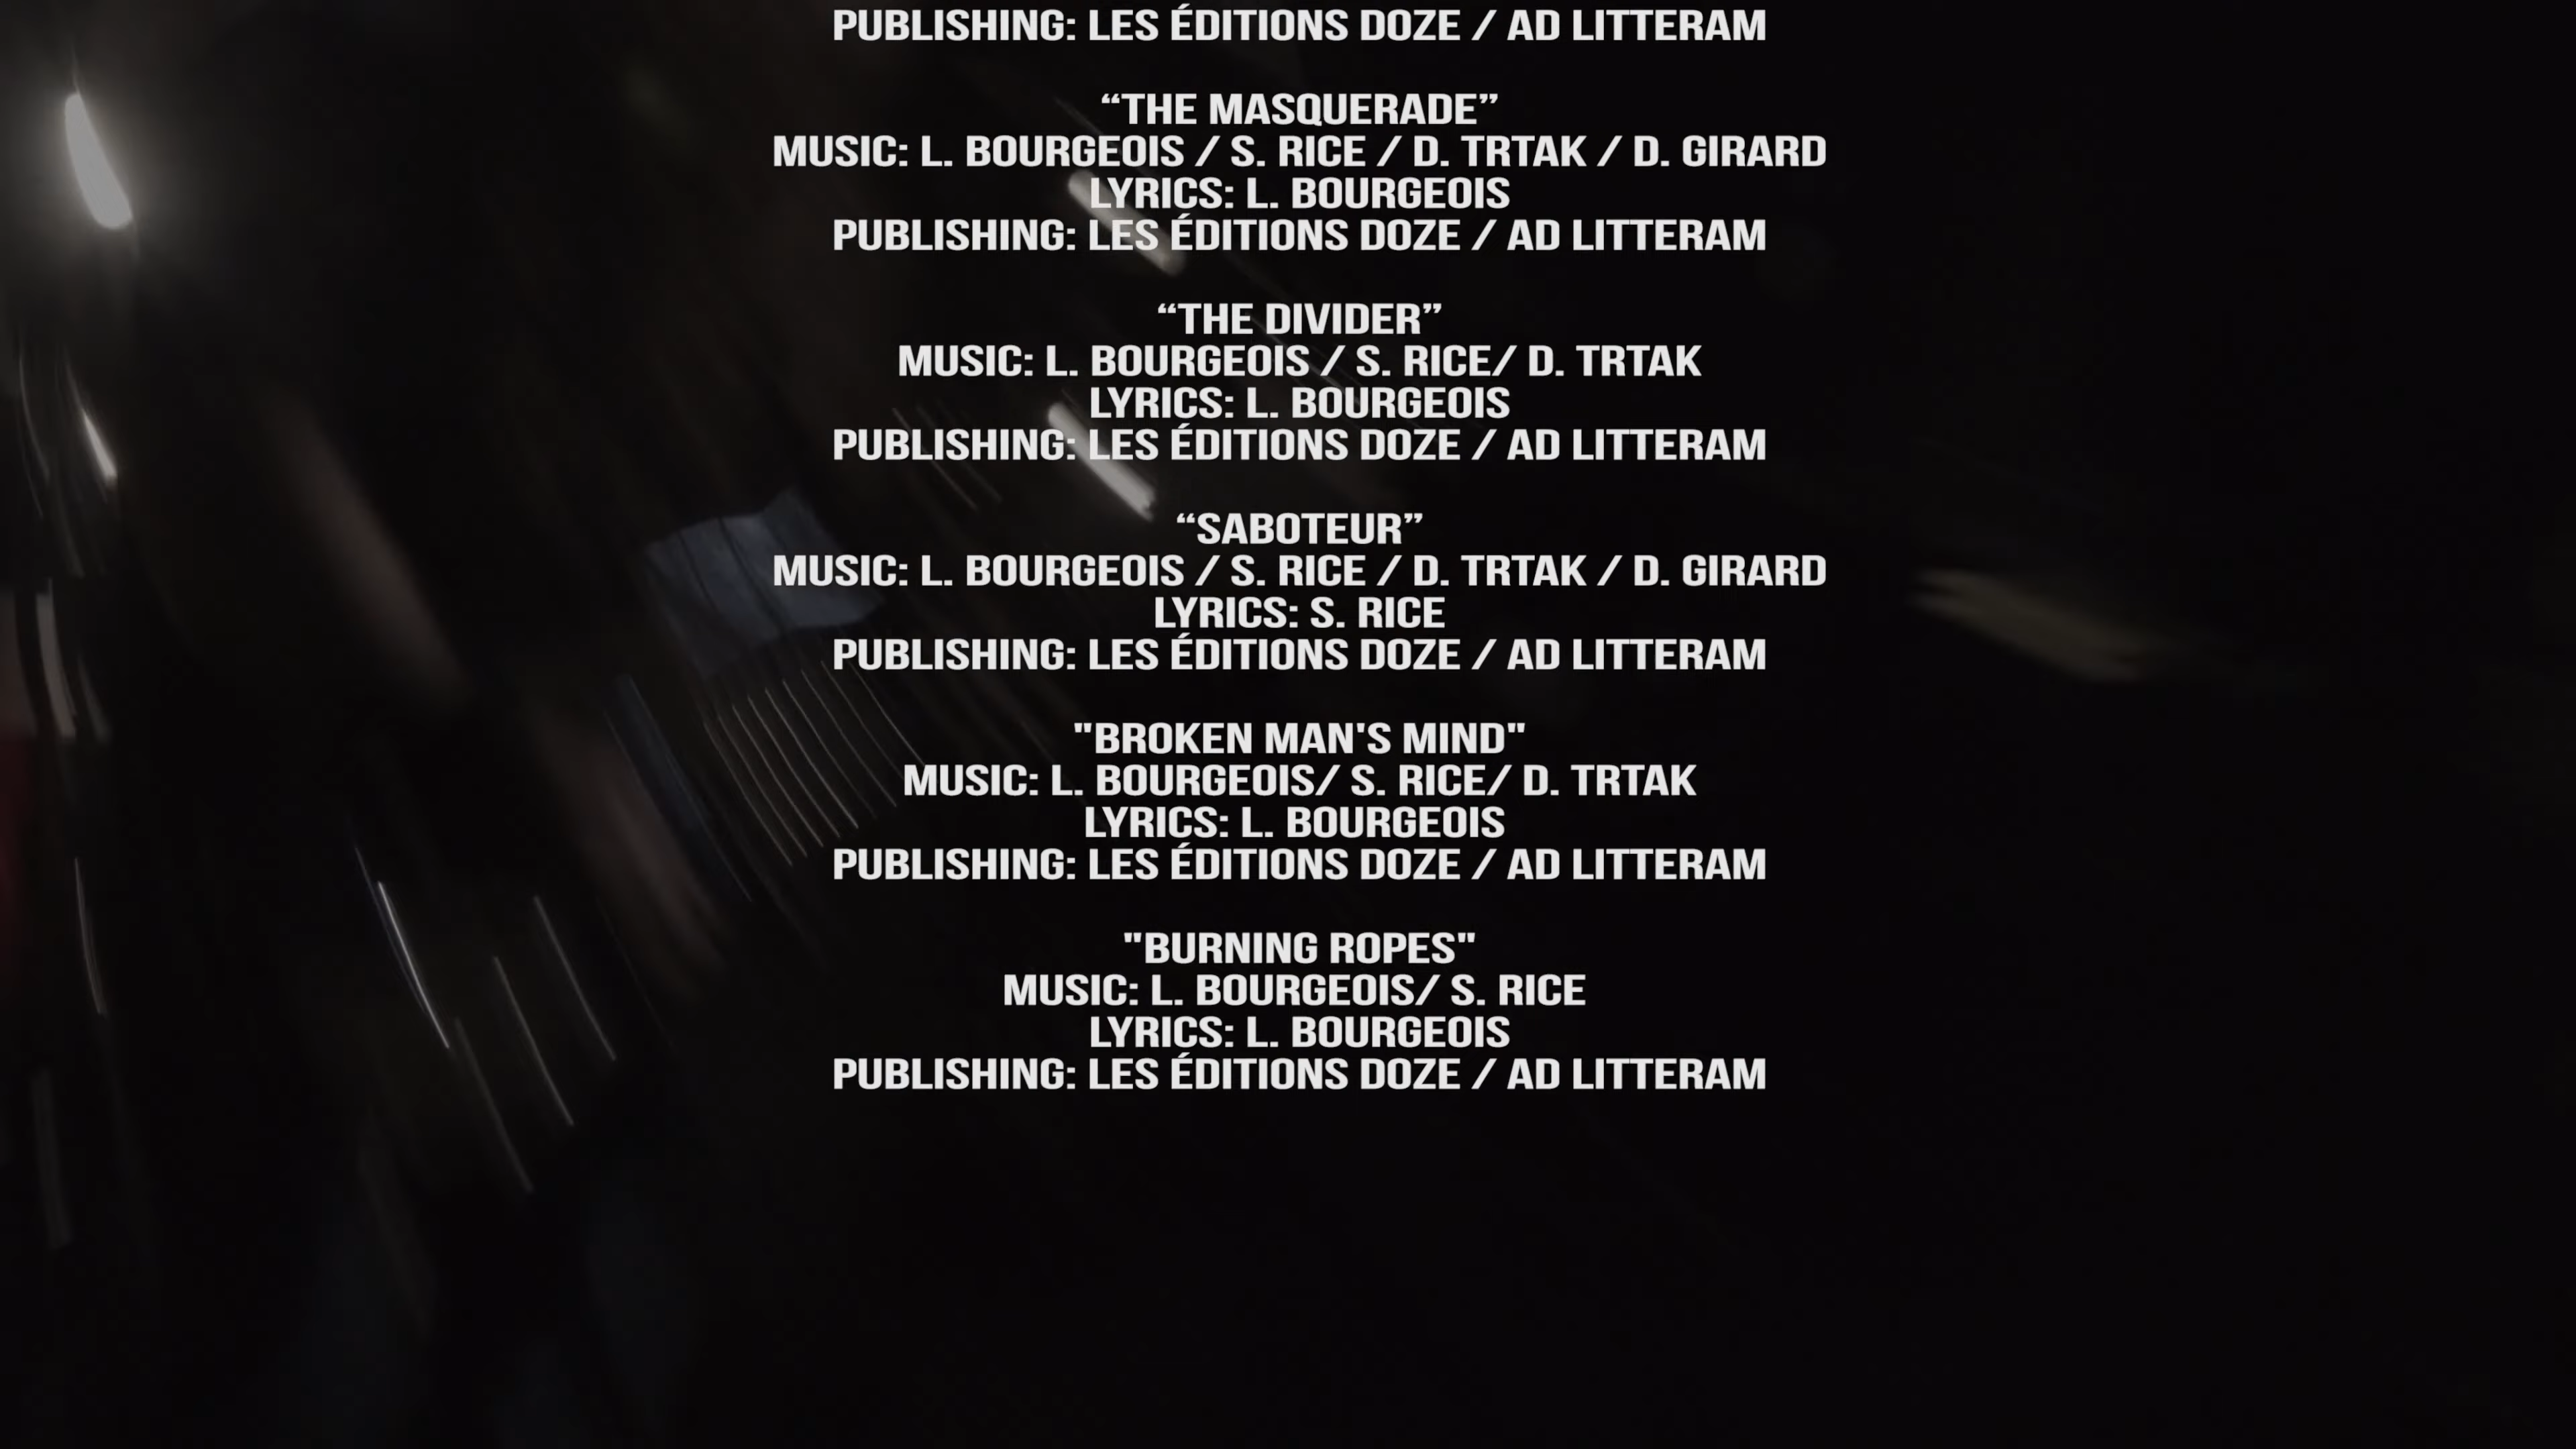 PUBLISHING: LES ÉDITIONS DOZE / AD LITTERAM
“THE MASQUERADE”
MUSIC: L. BOURGEOIS / S. RICE / D. TRTAK / D. GIRARD
LYRICS: L. BOURGEOIS
PUBLISHING: LES ÉDITIONS DOZE / AD LITTERAM
“THE DIVIDER”
MUSIC: L. BOURGEOIS / S. RICE/ D. TRTAK
LYRICS: L. BOURGEOIS
PUBLISHING: LES ÉDITIONS DOZE / AD LITTERAM
“SABOTEUR”
MUSIC: L. BOURGEOIS / S. RICE / D. TRTAK / D. GIRARD
LYRICS: S. RICE
PUBLISHING: LES ÉDITIONS DOZE / AD LITTERAM
"BROKEN MAN'S MIND"
MUSIC: L. BOURGEOIS/ S. RICE/ D. TRTAK
LYRICS: L. BOURGEOIS
PUBLISHING: LES ÉDITIONS DOZE / AD LITTERAM
"BURNING ROPES"
MUSIC: L. BOURGEOIS/ S. RICE
LYRICS: L. BOURGEOIS
PUBLISHING: LES ÉDITIONS DOZE / AD LITTERAM